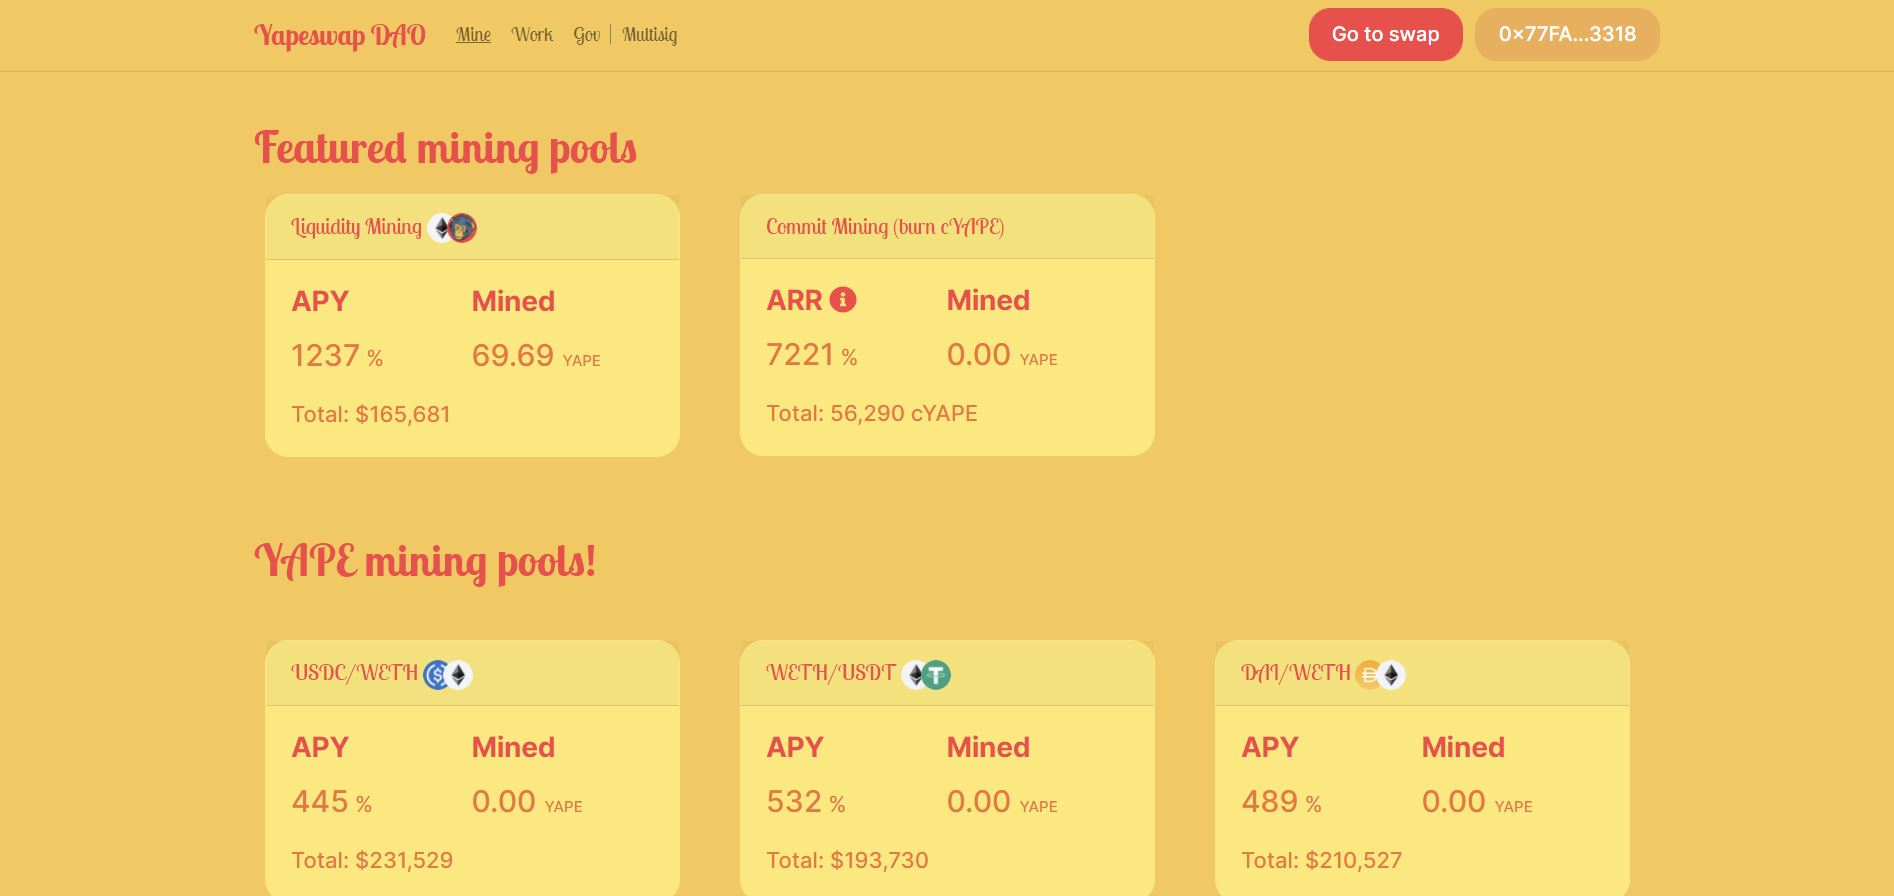 Yapeswap DAO Mine Work Gov Multisig Go to swap 0x77FA...3318
Featured mining pools
Liquidity Mining
APY Mined
1237 % 69.69 YAPE
Total: $165,681
Commit Mining (burn cYAPE)
ARR Mined
7221 % 0.00 YAPE
Total: 56,290 cYAPE
YAPE mining pools!
USDC/WETH
APY Mined
445 % 0.00 YAPE
Total: $231,529
WETH/USDT
APY Mined
532 % 0.00 YAPE
Total: $193,730
DAI/WETH
APY Mined
489 % 0.00 YAPE
Total: $210,527